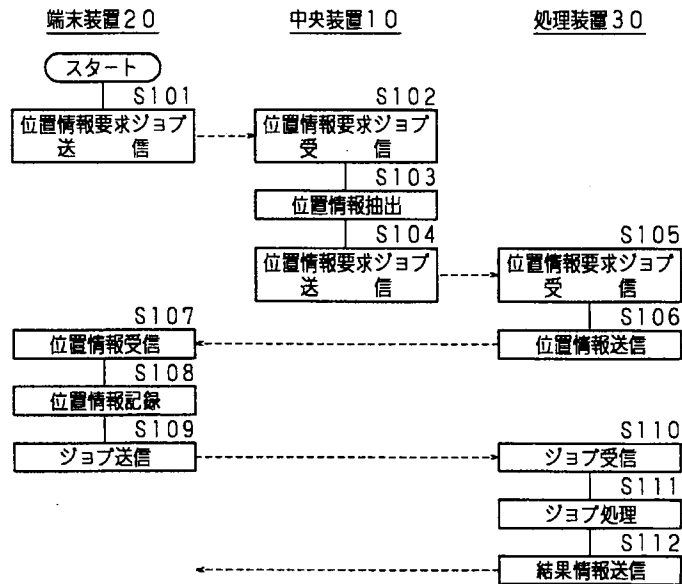 端末装置20 中央装置10 処理装置30
スタート
S101 S102
位置情報要求ジョブ 位置情報要求ジョブ
送 信 受 信
S103
位置情報抽出
S104 S105
位置情報要求ジョブ 位置情報要求ジョブ
送 信 受 信
S107 S106
位置情報受信 位置情報送信
S108
位置情報記録
S109 S110
ジョブ送信 ジョブ受信
S111
ジョブ処理
S112
結果情報送信